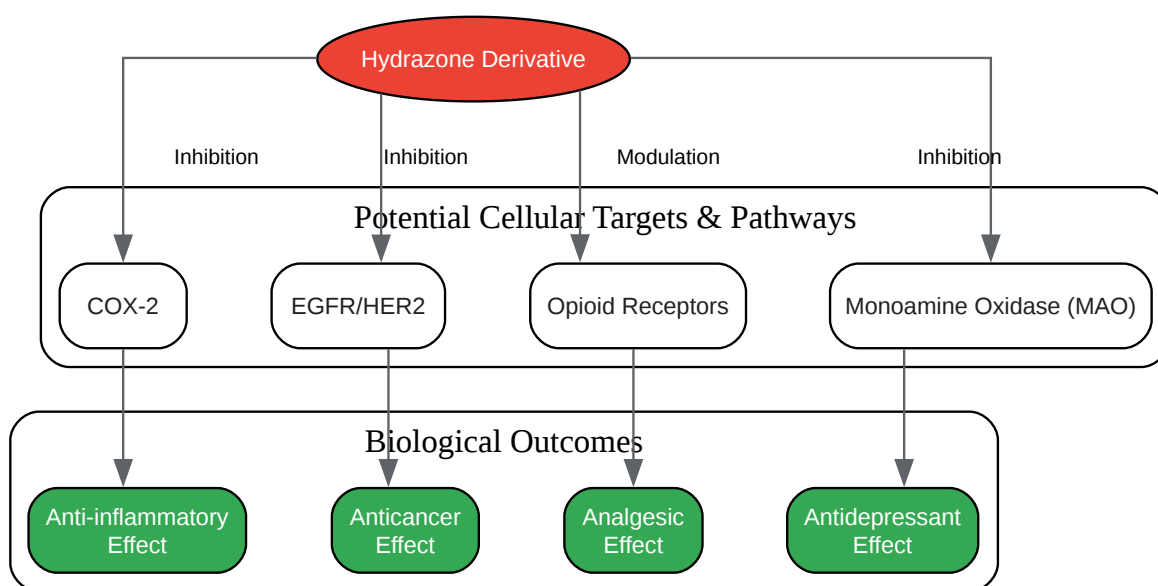 Hydrazone Derivative
Inhibition
Inhibition
Modulation
Inhibition
Potential Cellular Targets & Pathways
COX-2
EGFR/HER2
Opioid Receptors
Monoamine Oxidase (MAO)
Biological Outcomes
Anti-inflammatory
Effect
Anticancer
Effect
Analgesic
Effect
Antidepressant
Effect